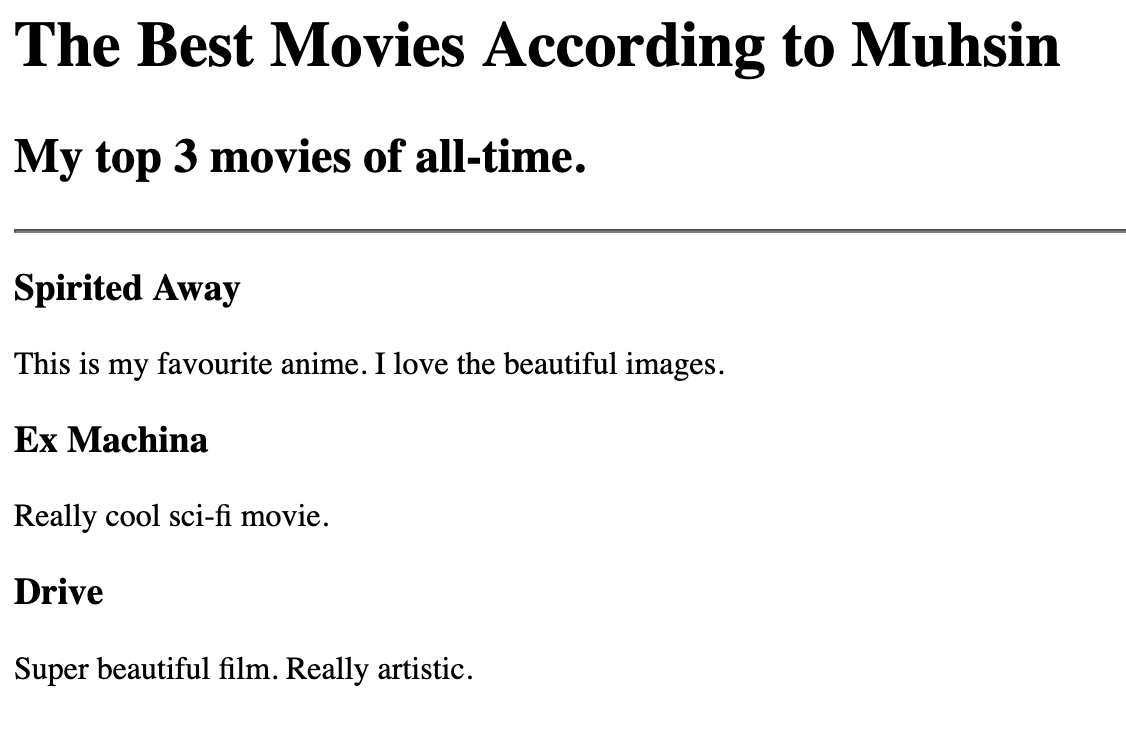 The Best Movies According to Muhsin
My top 3 movies of all-time.
Spirited Away
This is my favourite anime. I love the beautiful images.
Ex Machina
Really cool sci-fi movie.
Drive
Super beautiful film. Really artistic.